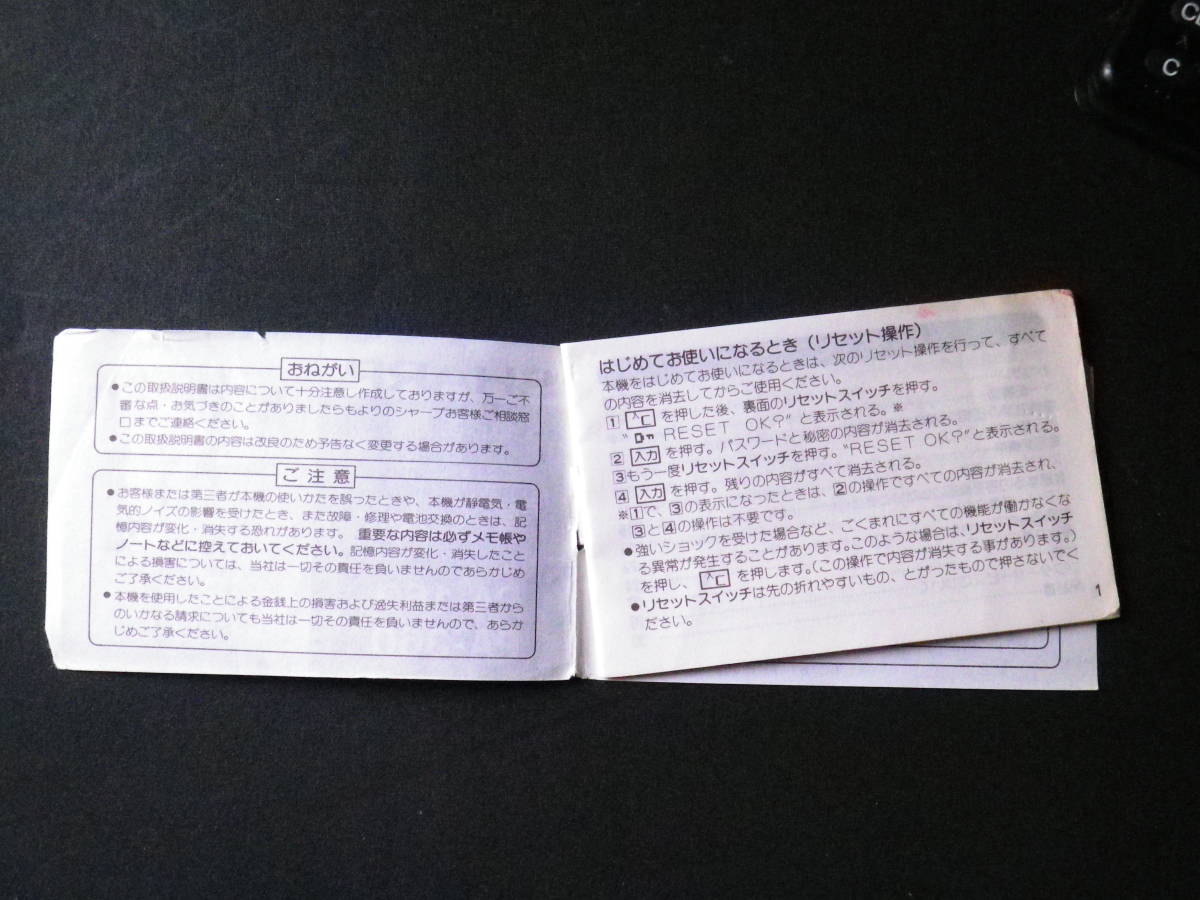 おねがい
●この取扱説明書は内容について十分注意し作成しておりますが、万一ご不
審な点・お気づきのことがありましたらもよりのシャープお客様ご相談窓
口までご連絡ください。
●この取扱説明書の内容は改良のため予告なく変更する場合があります。
ご注意
●お客様または第三者が本機の使いかたを誤ったときや、本機が静電気・電
気的ノイズの影響を受けたとき、また故障・修理や電池交換のときは、記
憶内容が変化・消失する恐れがあります。重要な内容は必ずメモ帳や
ノートなどに控えておいてください。記憶内容が変化・消失したこと
による損害については、当社は一切その責任を負いませんのであらかじめ
ご了承ください。
●本機を使用したことによる金銭上の損害および逸失利益または第三者から
のいかなる請求についても当社は一切その責任を負いませんので、あらか
じめご了承ください。
はじめてお使いになるとき（リセット操作）
本機をはじめてお使いになるときは、次のリセット操作を行って、すべて
の内容を消去してからご使用ください。
1 ^C を押した後、裏面のリセットスイッチを押す。
“ RESET OK?”と表示される。※
2 入力 を押す。パスワードと秘密の内容が消去される。
3 もう一度リセットスイッチを押す。“RESET OK?”と表示される。
4 入力 を押す。残りの内容がすべて消去される。
※1で、3の表示になったときは、2の操作ですべての内容が消去され、
3と4の操作は不要です。
●強いショックを受けた場合など、ごくまれにすべての機能が働かなくな
る異常が発生することがあります。このような場合は、リセットスイッチ
を押し、^C を押します。（この操作で内容が消失する事があります。）
●リセットスイッチは先の折れやすいもの、とがったもので押さないでく
ださい。
1
C